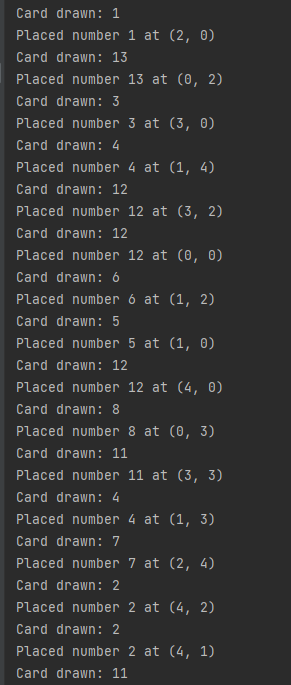 Card drawn: 1
Placed number 1 at (2, 0)
Card drawn: 13
Placed number 13 at (0, 2)
Card drawn: 3
Placed number 3 at (3, 0)
Card drawn: 4
Placed number 4 at (1, 4)
Card drawn: 12
Placed number 12 at (3, 2)
Card drawn: 12
Placed number 12 at (0, 0)
Card drawn: 6
Placed number 6 at (1, 2)
Card drawn: 5
Placed number 5 at (1, 0)
Card drawn: 12
Placed number 12 at (4, 0)
Card drawn: 8
Placed number 8 at (0, 3)
Card drawn: 11
Placed number 11 at (3, 3)
Card drawn: 4
Placed number 4 at (1, 3)
Card drawn: 7
Placed number 7 at (2, 4)
Card drawn: 2
Placed number 2 at (4, 2)
Card drawn: 2
Placed number 2 at (4, 1)
Card drawn: 11